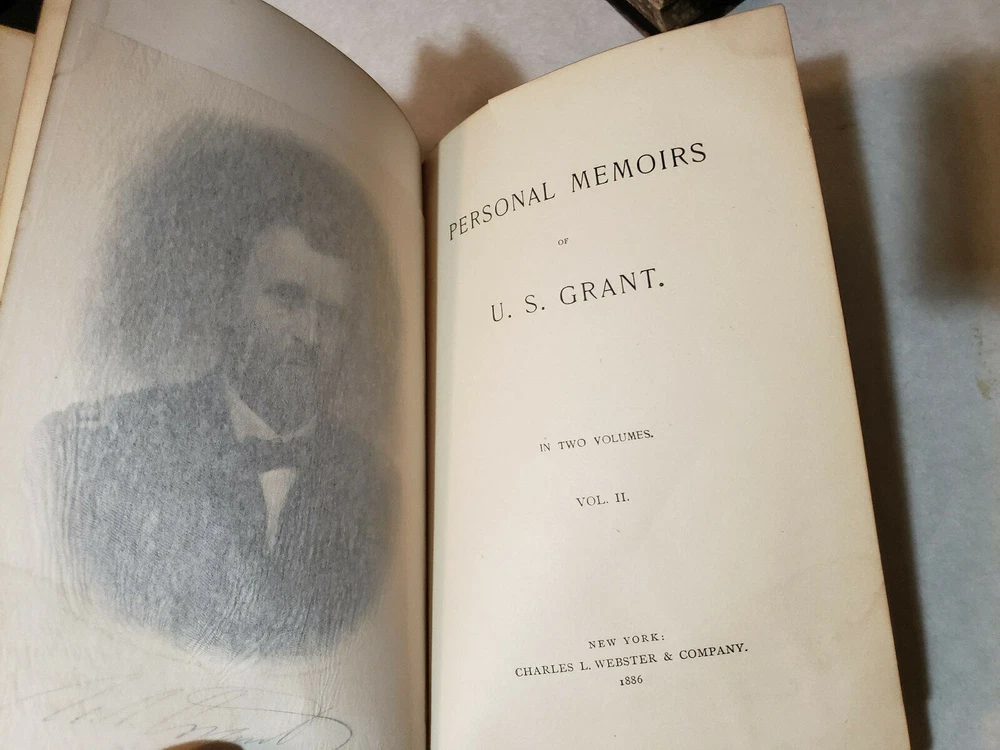 PERSONAL MEMOIRS
OF
U. S. GRANT.
IN TWO VOLUMES.
VOL. II.
NEW YORK:
CHARLES L. WEBSTER & COMPANY.
1886